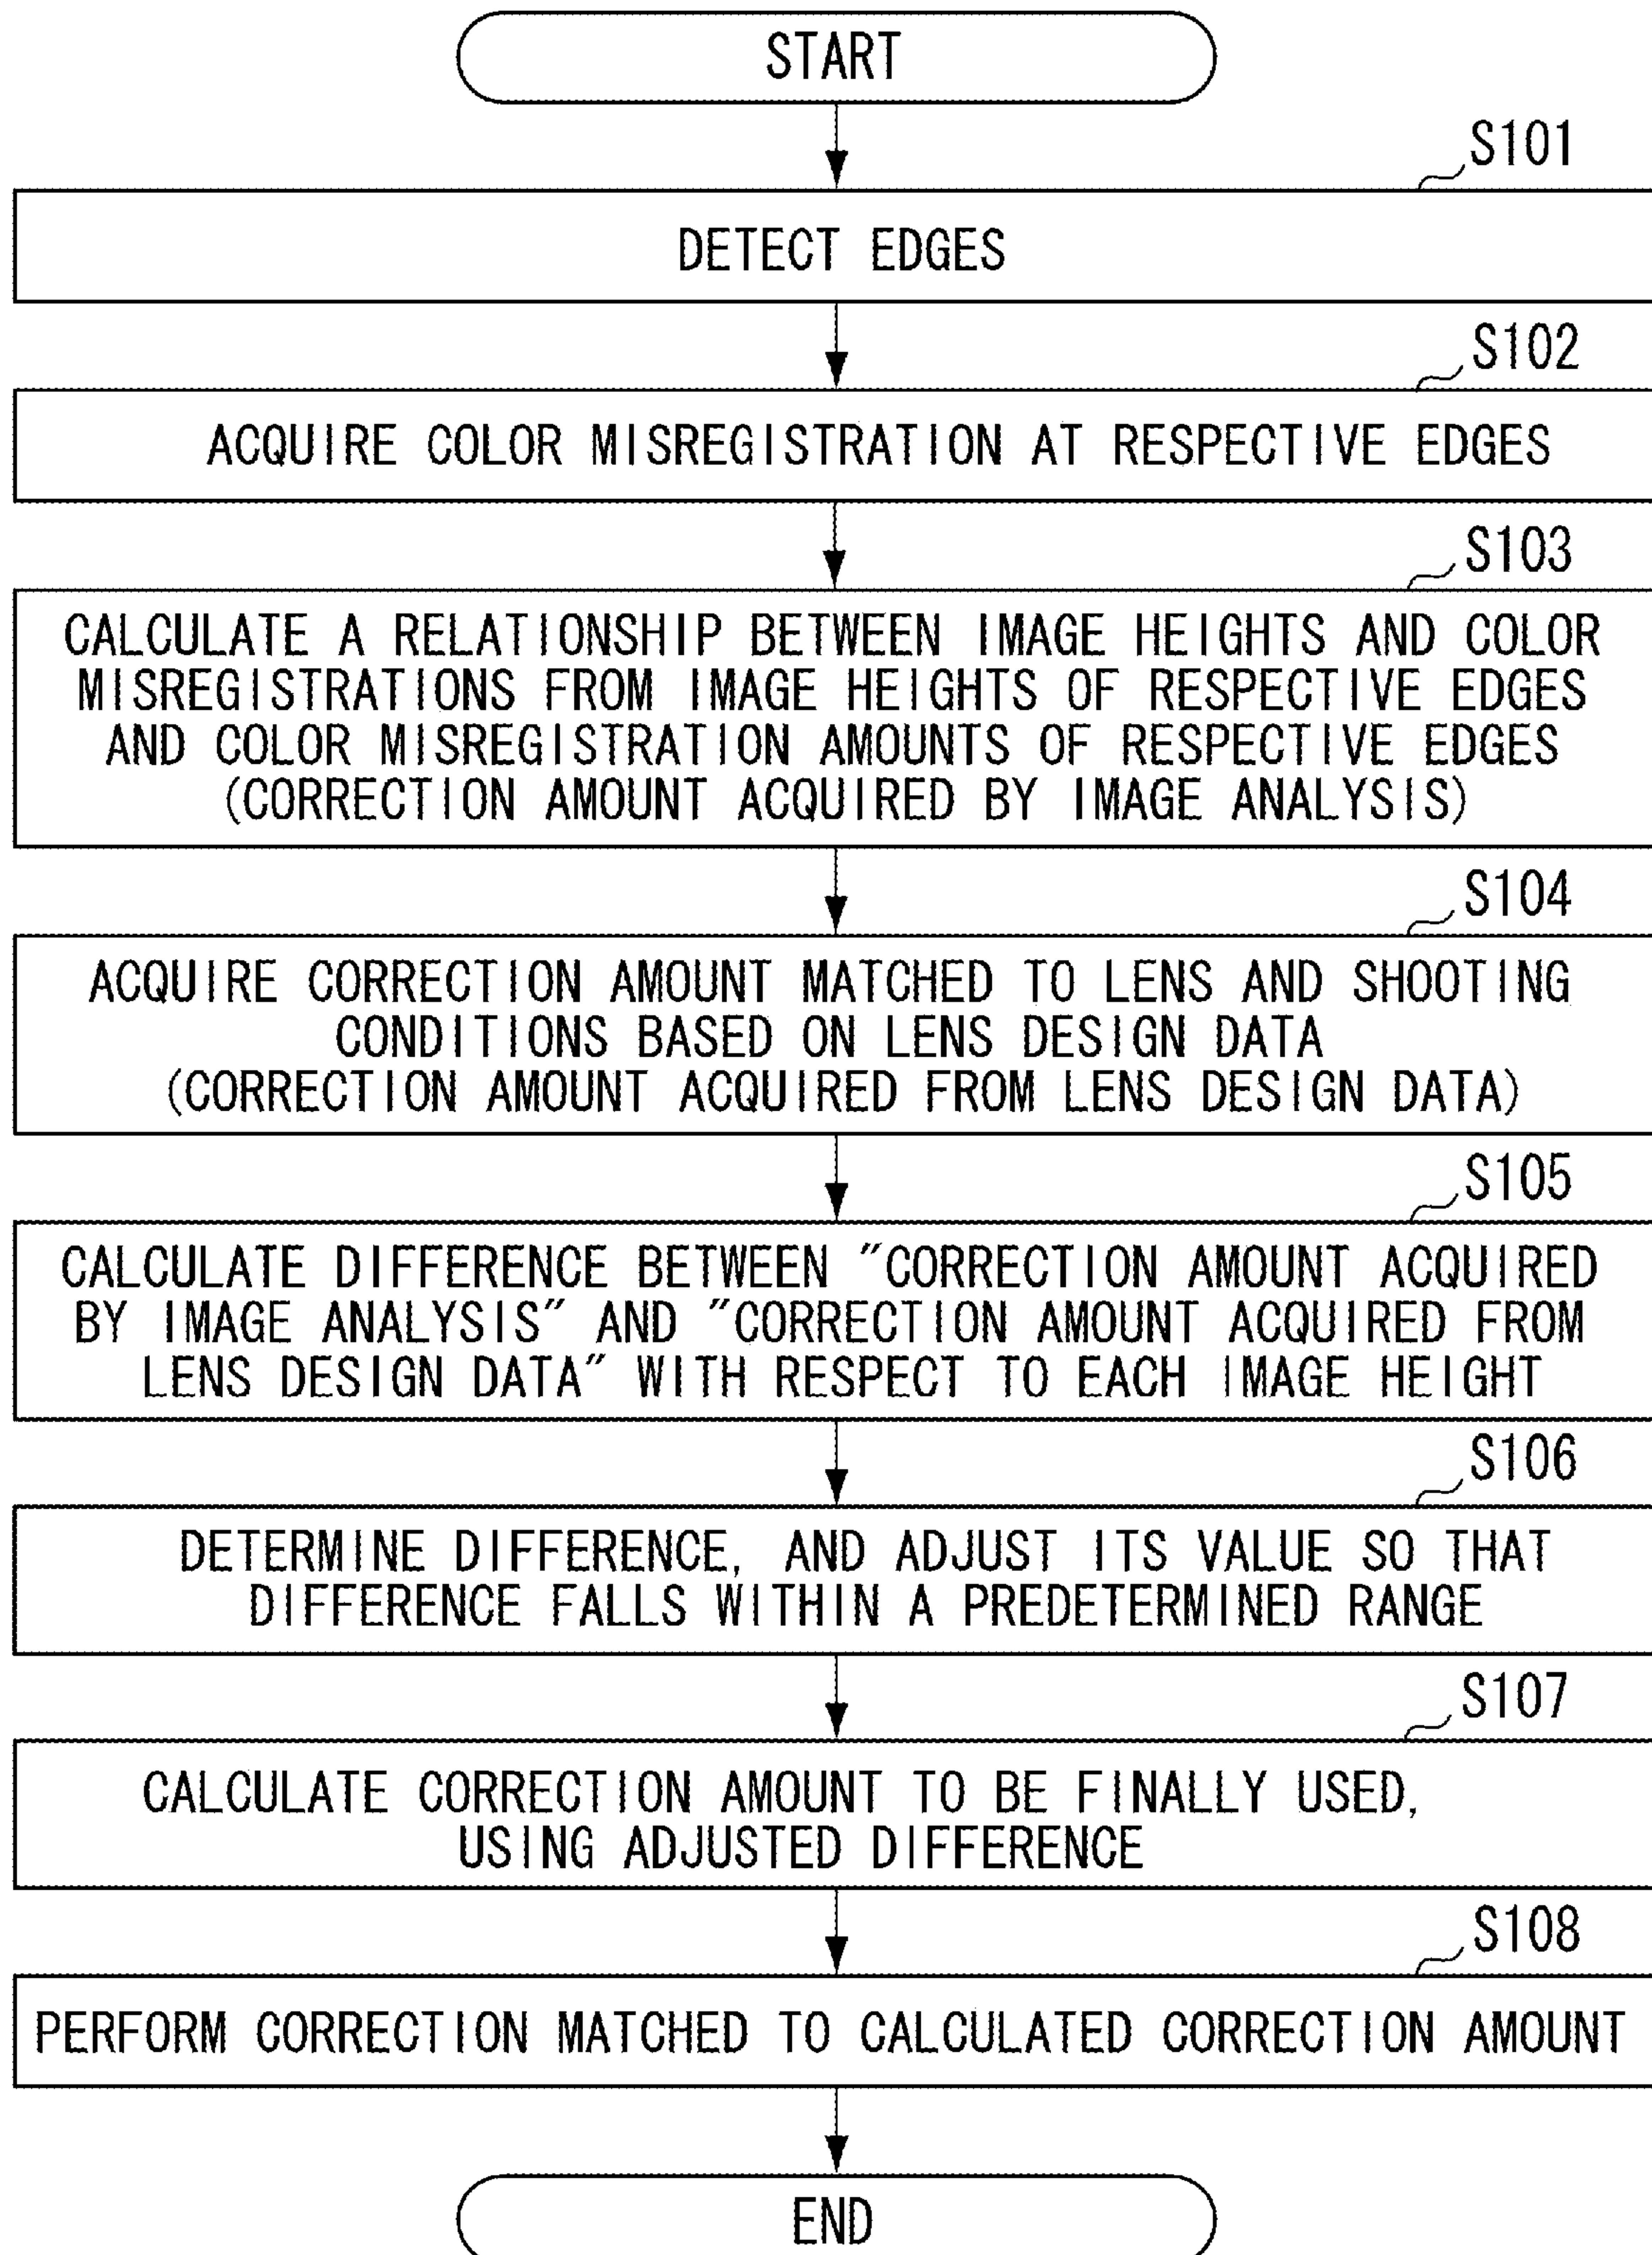 START
S101
DETECT EDGES
S102
ACQUIRE COLOR MISREGISTRATION AT RESPECTIVE EDGES
S103
CALCULATE A RELATIONSHIP BETWEEN IMAGE HEIGHTS AND COLOR
MISREGISTRATIONS FROM IMAGE HEIGHTS OF RESPECTIVE EDGES
AND COLOR MISREGISTRATION AMOUNTS OF RESPECTIVE EDGES
(CORRECTION AMOUNT ACQUIRED BY IMAGE ANALYSIS)
S104
ACQUIRE CORRECTION AMOUNT MATCHED TO LENS AND SHOOTING
CONDITIONS BASED ON LENS DESIGN DATA
(CORRECTION AMOUNT ACQUIRED FROM LENS DESIGN DATA)
S105
CALCULATE DIFFERENCE BETWEEN "CORRECTION AMOUNT ACQUIRED
BY IMAGE ANALYSIS" AND "CORRECTION AMOUNT ACQUIRED FROM
LENS DESIGN DATA" WITH RESPECT TO EACH IMAGE HEIGHT
S106
DETERMINE DIFFERENCE, AND ADJUST ITS VALUE SO THAT
DIFFERENCE FALLS WITHIN A PREDETERMINED RANGE
S107
CALCULATE CORRECTION AMOUNT TO BE FINALLY USED,
USING ADJUSTED DIFFERENCE
S108
PERFORM CORRECTION MATCHED TO CALCULATED CORRECTION AMOUNT
END